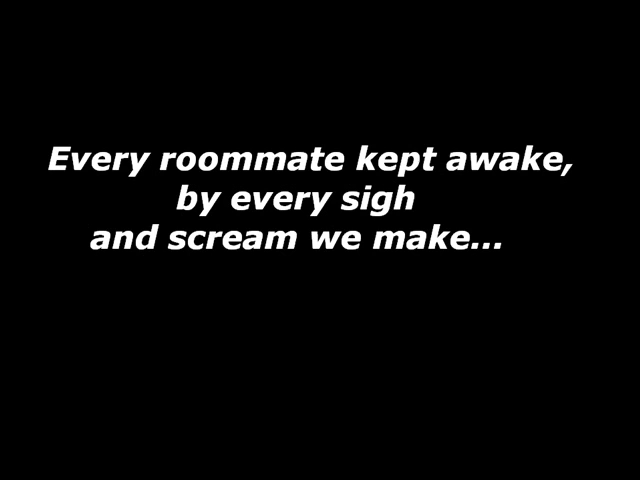 Every roommate kept awake,
by every sigh
and scream we make...